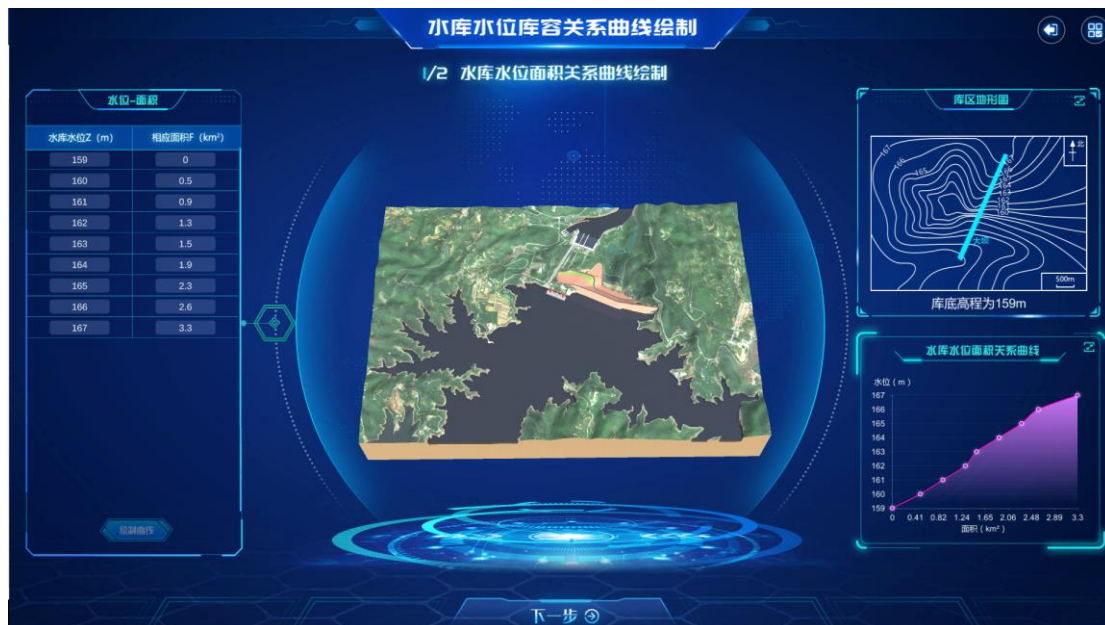 水库水位库容关系曲线绘制
1/2 水库水位面积关系曲线绘制
水位-面积
水库水位Z（m） 相应面积F（km²）
159 0
160 0.5
161 0.9
162 1.3
163 1.5
164 1.9
165 2.3
166 2.6
167 3.3
绘制曲线
库区地形图
北
167
166
165
大坝
500m
库底高程为159m
水库水位面积关系曲线
水位（m）
167
166
165
164
163
162
161
160
159
0 0.41 0.82 1.24 1.65 2.06 2.48 2.89 3.3
面积（km²）
下一步